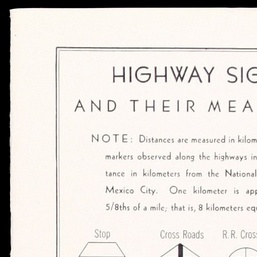 HIGHWAY SIG
AND THEIR MEA
NOTE: Distances are measured in kilom
markers observed along the highways in
tance in kilometers from the National
Mexico City. One kilometer is app
5/8ths of a mile; that is, 8 kilometers equ
Stop Cross Roads R. R. Cross